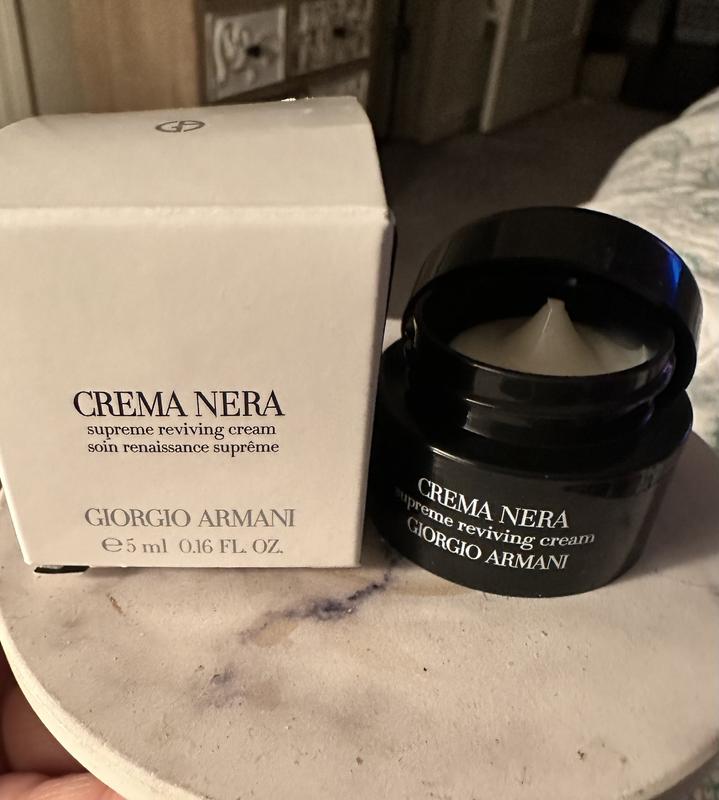 CREMA NERA
supreme reviving cream
soin renaissance suprême
GIORGIO ARMANI
℮5 ml 0.16 FL. OZ.
CREMA NERA
supreme reviving cream
GIORGIO ARMANI